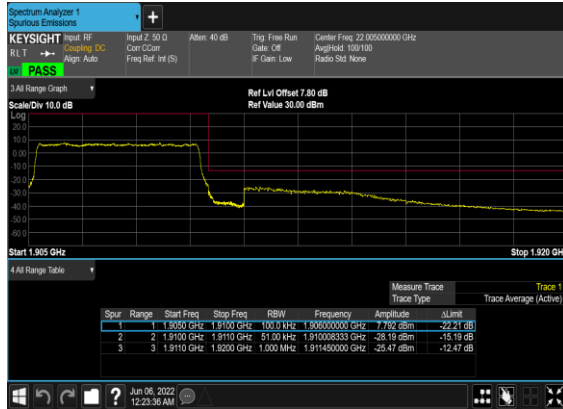 Spectrum Analyzer 1
Spurious Emissions
+
KEYSIGHT Input: RF Input Z: 50 Ω Atten: 40 dB Trig: Free Run Center Freq: 22.005000000 GHz
RLT Coupling: DC Corr CCorr Gate: Off Avg|Hold: 100/100
Align: Auto Freq Ref: Int (S) IF Gain: Low Radio Std: None
PASS
3 All Range Graph
Ref Lvl Offset 7.80 dB
Scale/Div 10.0 dB Ref Value 30.00 dBm
Log
20.0
10.0
0.00
-10.0
-20.0
-30.0
-40.0
-50.0
-60.0
Start 1.905 GHz Stop 1.920 GHz
4 All Range Table
Measure Trace Trace 1
Trace Type Trace Average (Active)
Spur Range Start Freq Stop Freq RBW Frequency Amplitude ΔLimit
1 1 1.9050 GHz 1.9100 GHz 100.0 kHz 1.906000000 GHz 7.792 dBm -22.21 dB
2 2 1.9100 GHz 1.9110 GHz 51.00 kHz 1.910008333 GHz -28.19 dBm -15.19 dB
3 3 1.9110 GHz 1.9200 GHz 1.000 MHz 1.911450000 GHz -25.47 dBm -12.47 dB
?
Jun 06, 2022
12:23:36 AM